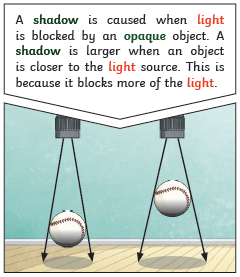 A shadow is caused when light
is blocked by an opaque object. A
shadow is larger when an object
is closer to the light source. This is
because it blocks more of the light.